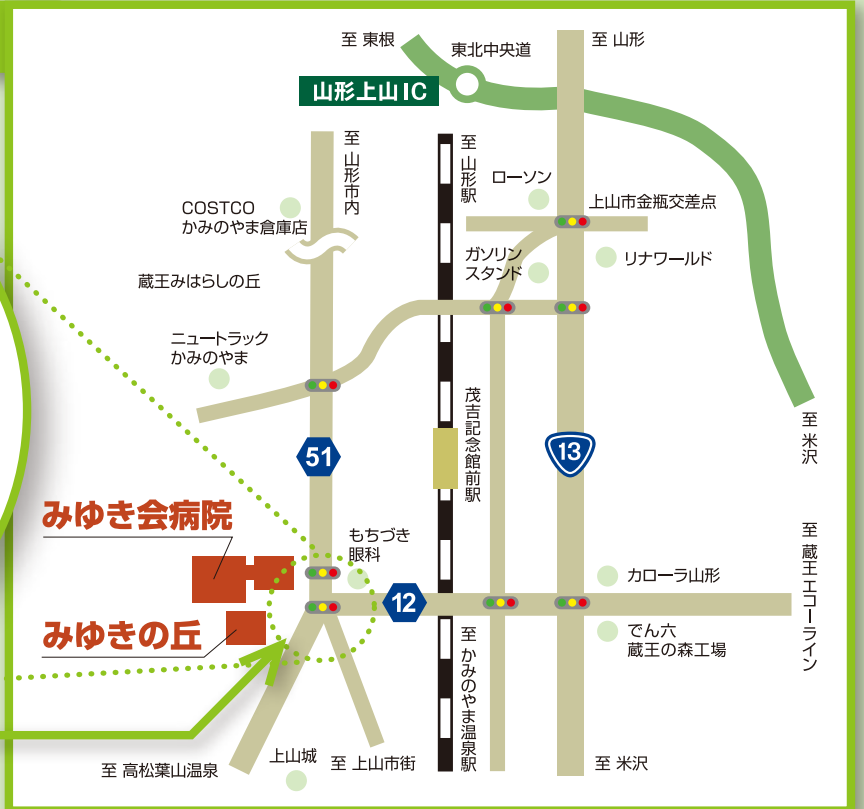 至 東根
東北中央道
至 山形
山形上山IC
至 山形市内
至 山形駅
ローソン
上山市金瓶交差点
COSTCO
かみのやま倉庫店
ガソリン
スタンド
リナワールド
蔵王みはらしの丘
ニュートラック
かみのやま
茂吉記念館前駅
至 米沢
51
13
みゆき会病院
もちづき
眼科
至 蔵王エコーライン
カローラ山形
12
みゆきの丘
でん六
蔵王の森工場
至 かみのやま温泉駅
上山城
至 高松葉山温泉
至 上山市街
至 米沢